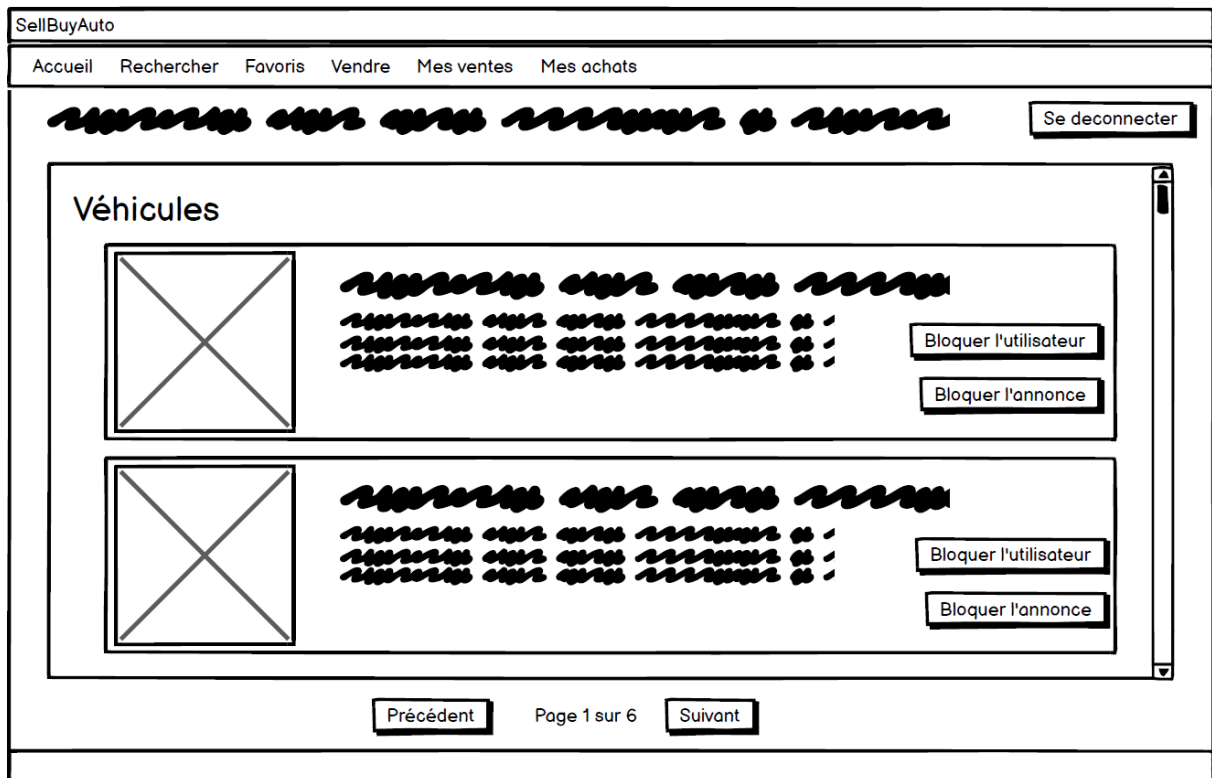 SellBuyAuto
Accueil Rechercher Favoris Vendre Mes ventes Mes achats
Se deconnecter
Véhicules
Bloquer l'utilisateur
Bloquer l'annonce
Bloquer l'utilisateur
Bloquer l'annonce
Précédent Page 1 sur 6 Suivant